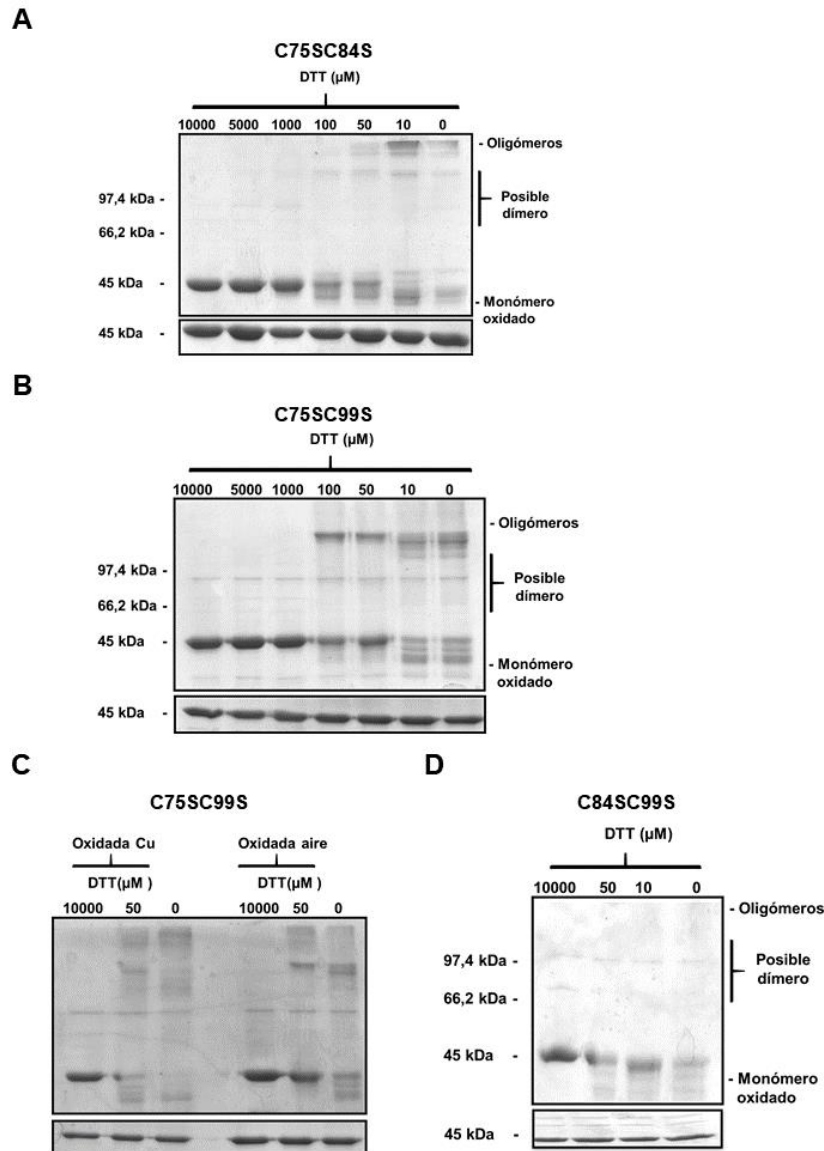 A
C75SC84S
DTT (µM)
10000 5000 1000 100 50 10 0
- Oligómeros
97,4 kDa -
Posible
dímero
66,2 kDa -
45 kDa -
- Monómero
oxidado
45 kDa -
B
C75SC99S
DTT (µM)
10000 5000 1000 100 50 10 0
- Oligómeros
97,4 kDa -
Posible
dímero
66,2 kDa -
45 kDa -
- Monómero
oxidado
45 kDa -
C
C75SC99S
Oxidada Cu Oxidada aire
DTT(µM ) DTT(µM )
10000 50 0 10000 50 0
D
C84SC99S
DTT (µM)
10000 50 10 0
- Oligómeros
97,4 kDa -
Posible
dímero
66,2 kDa -
45 kDa -
- Monómero
oxidado
45 kDa -